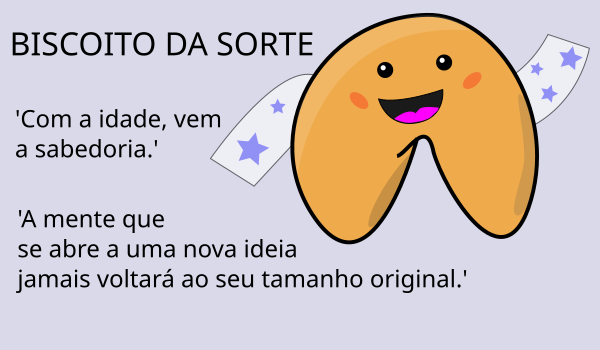 BISCOITO DA SORTE
'Com a idade, vem
a sabedoria.'
'A mente que
se abre a uma nova ideia
jamais voltará ao seu tamanho original.'